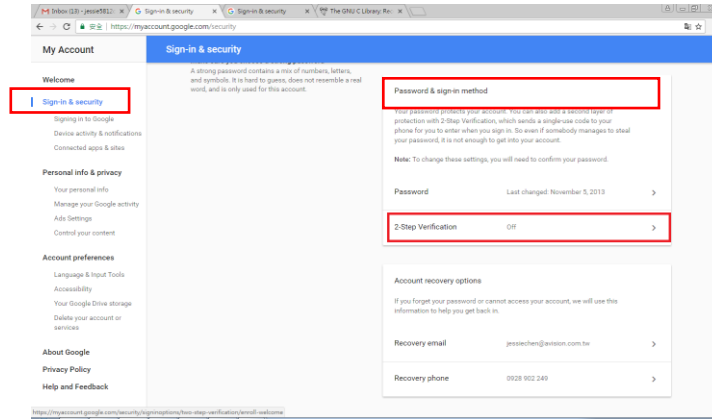 Inbox (13) - jessie5812
Sign-in & security
Sign-in & security
The GNU C Library: Re
https://myaccount.google.com/security
My Account
Sign-in & security
Welcome
Sign-in & security
Signing in to Google
Device activity & notifications
Connected apps & sites
Personal info & privacy
Your personal info
Manage your Google activity
Ads Settings
Control your content
Account preferences
Language & Input Tools
Accessibility
Your Google Drive storage
Delete your account or
services
About Google
Privacy Policy
Help and Feedback
A strong password contains a mix of numbers, letters,
and symbols. It is hard to guess, does not resemble a real
word, and is only used for this account.
Password & sign-in method
Your password protects your account. You can also add a second layer of
protection with 2-Step Verification, which sends a single-use code to your
phone for you to enter when you sign in. So even if somebody manages to steal
your password, it is not enough to get into your account.
Note: To change these settings, you will need to confirm your password.
Password Last changed: November 5, 2013
2-Step Verification Off
Account recovery options
If you forget your password or cannot access your account, we will use this
information to help you get back in.
Recovery email jessiechen@avision.com.tw
Recovery phone 0928 902 249
https://myaccount.google.com/security/signinoptions/two-step-verification/enroll-welcome